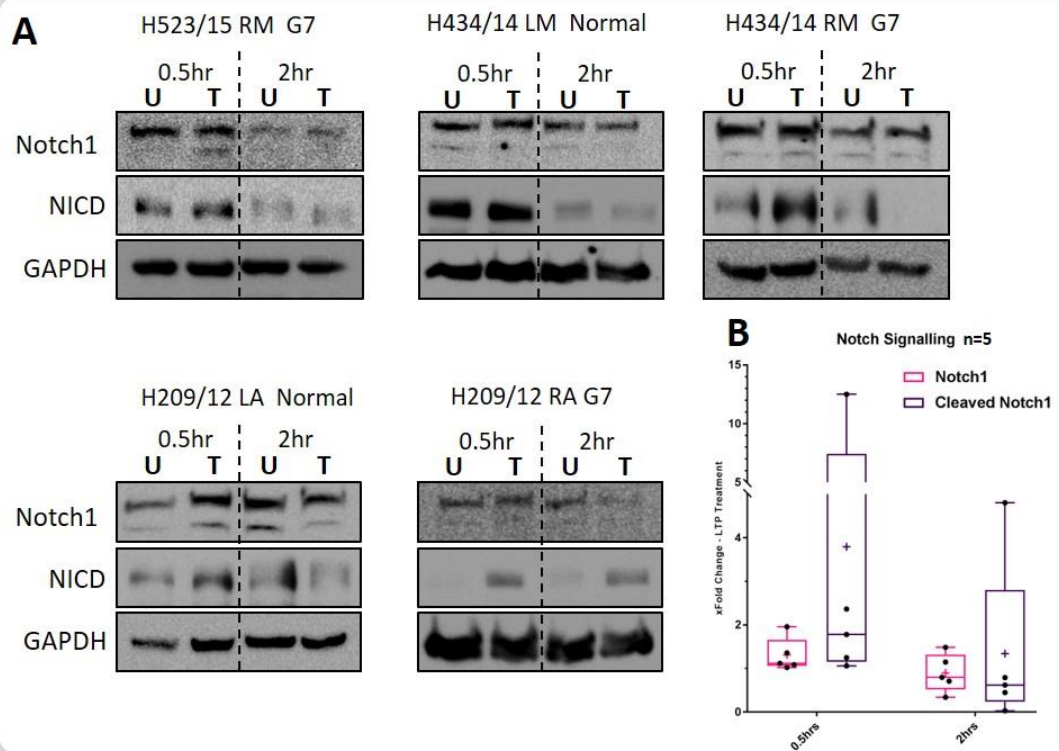 A
H523/15 RM G7
0.5hr 2hr
U T U T
H434/14 LM Normal
0.5hr 2hr
U T U T
H434/14 RM G7
0.5hr 2hr
U T U T
Notch1
NICD
GAPDH
H209/12 LA Normal
0.5hr 2hr
U T U T
H209/12 RA G7
0.5hr 2hr
U T U T
Notch1
NICD
GAPDH
B
Notch Signalling n=5
Notch1
Cleaved Notch1
xFold Change - LTP Treatment
15
10
5
4
2
0
0.5hrs
2hrs